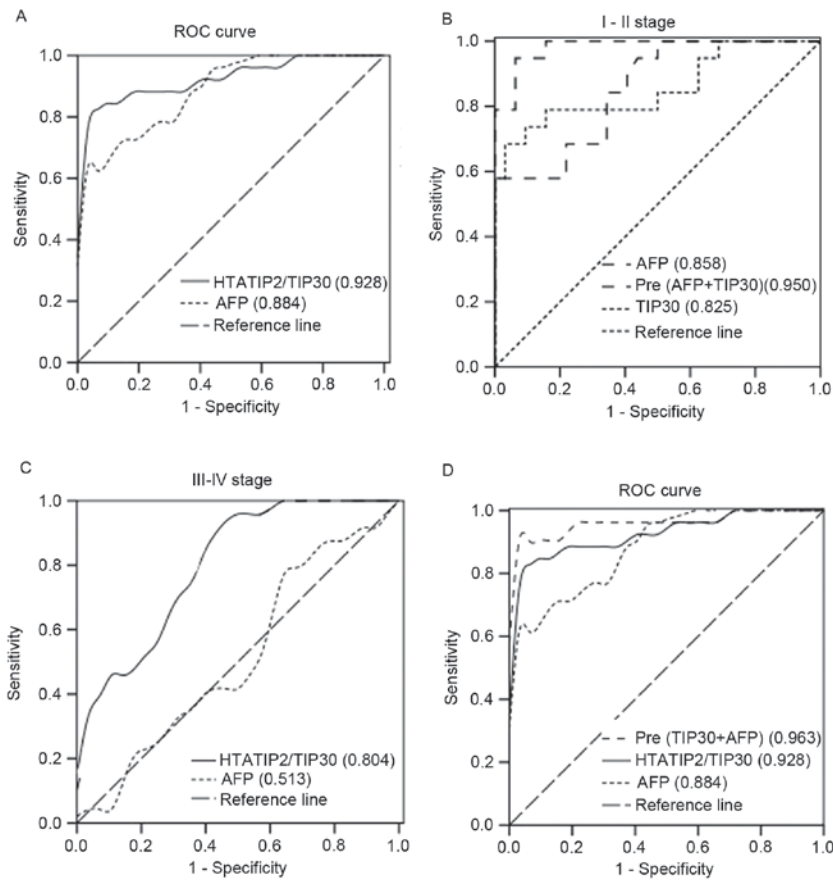 A
ROC curve
1.0
0.8
0.6
0.4
0.2
0.0
Sensitivity
HTATIP2/TIP30 (0.928)
AFP (0.884)
Reference line
0.0 0.2 0.4 0.6 0.8 1.0
1 - Specificity
B
I - II stage
1.0
0.8
0.6
0.4
0.2
0.0
Sensitivity
AFP (0.858)
Pre (AFP+TIP30)(0.950)
TIP30 (0.825)
Reference line
0.0 0.2 0.4 0.6 0.8 1.0
1 - Specificity
C
III-IV stage
1.0
0.8
0.6
0.4
0.2
0.0
Sensitivity
HTATIP2/TIP30 (0.804)
AFP (0.513)
Reference line
0.0 0.2 0.4 0.6 0.8 1.0
1 - Specificity
D
ROC curve
1.0
0.8
0.6
0.4
0.2
0.0
Sensitivity
Pre (TIP30+AFP) (0.963)
HTATIP2/TIP30 (0.928)
AFP (0.884)
Reference line
0.0 0.2 0.4 0.6 0.8 1.0
1 - Specificity